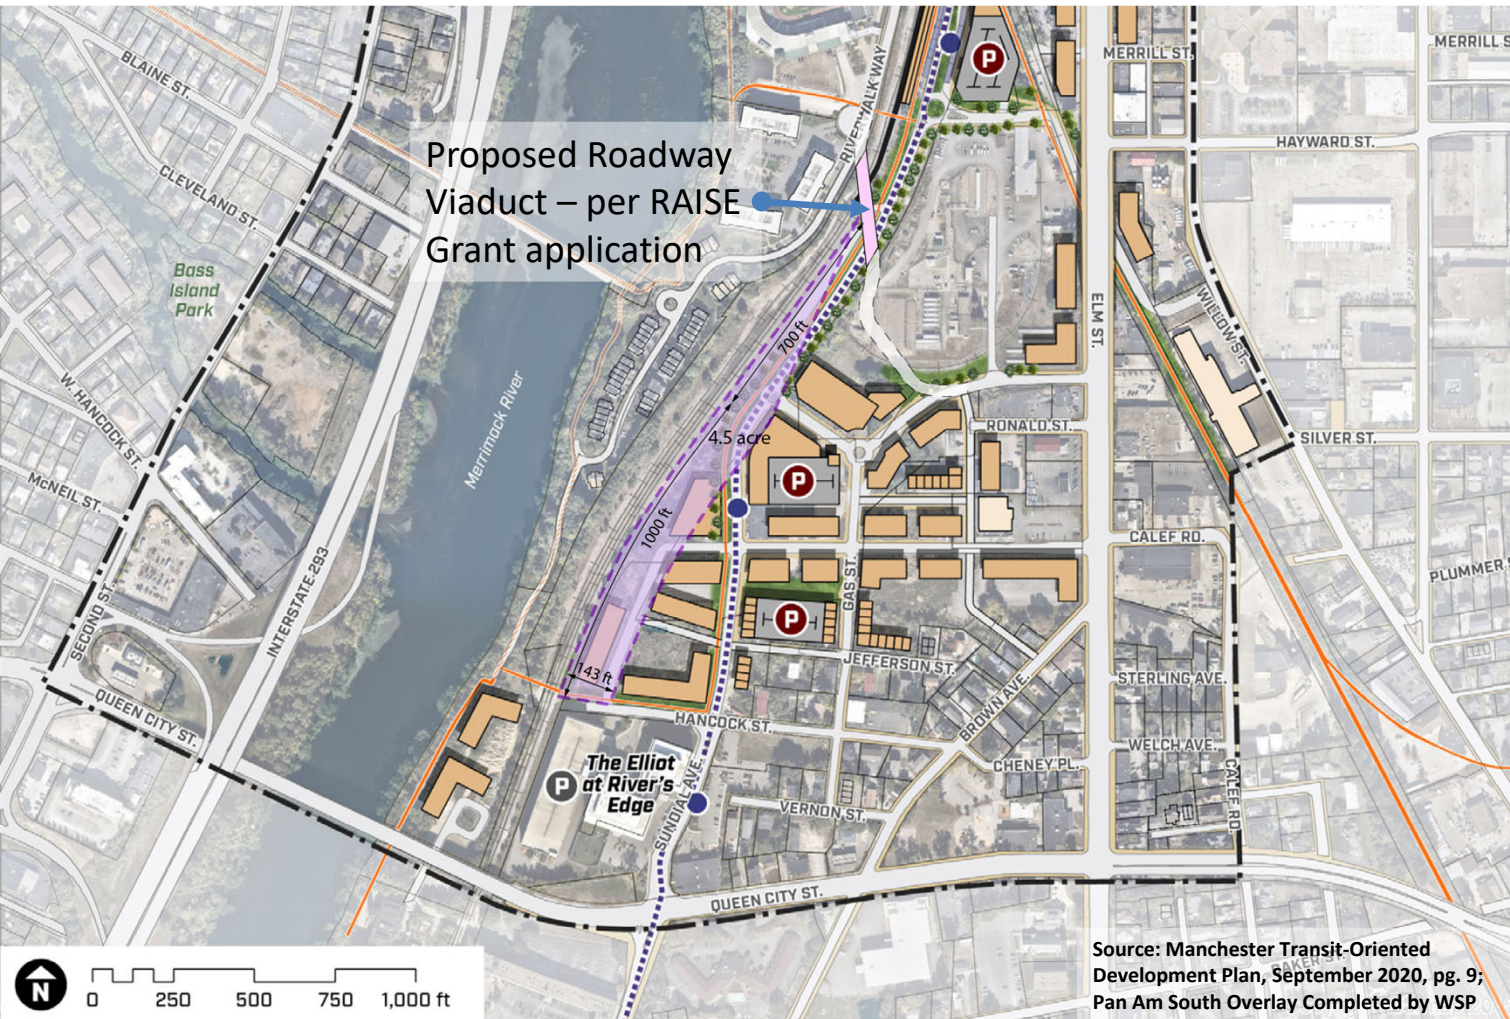 BLAINE ST.
CLEVELAND ST.
Bass
Island
Park
W. HANCOCK ST.
McNEIL ST.
SECOND ST.
INTERSTATE 293
QUEEN CITY ST.
Merrimack River
Proposed Roadway
Viaduct – per RAISE
Grant application
RIVERWALK WAY
P
MERRILL ST.
MERRILL S
HAYWARD ST.
ELM ST.
WILLOW ST.
SILVER ST.
700 ft
4.5 acre
1000 ft
143 ft
RONALD ST.
P
CALEF RD.
PLUMMER S
GAS ST.
P
JEFFERSON ST.
BROWN AVE.
STERLING AVE.
HANCOCK ST.
WELCH AVE.
CHENEY PL.
CALEF RD.
P
The Elliot
at River's
Edge
SUNDIAL AVE.
VERNON ST.
QUEEN CITY ST.
BAKER ST.
N
0 250 500 750 1,000 ft
Source: Manchester Transit-Oriented
Development Plan, September 2020, pg. 9;
Pan Am South Overlay Completed by WSP